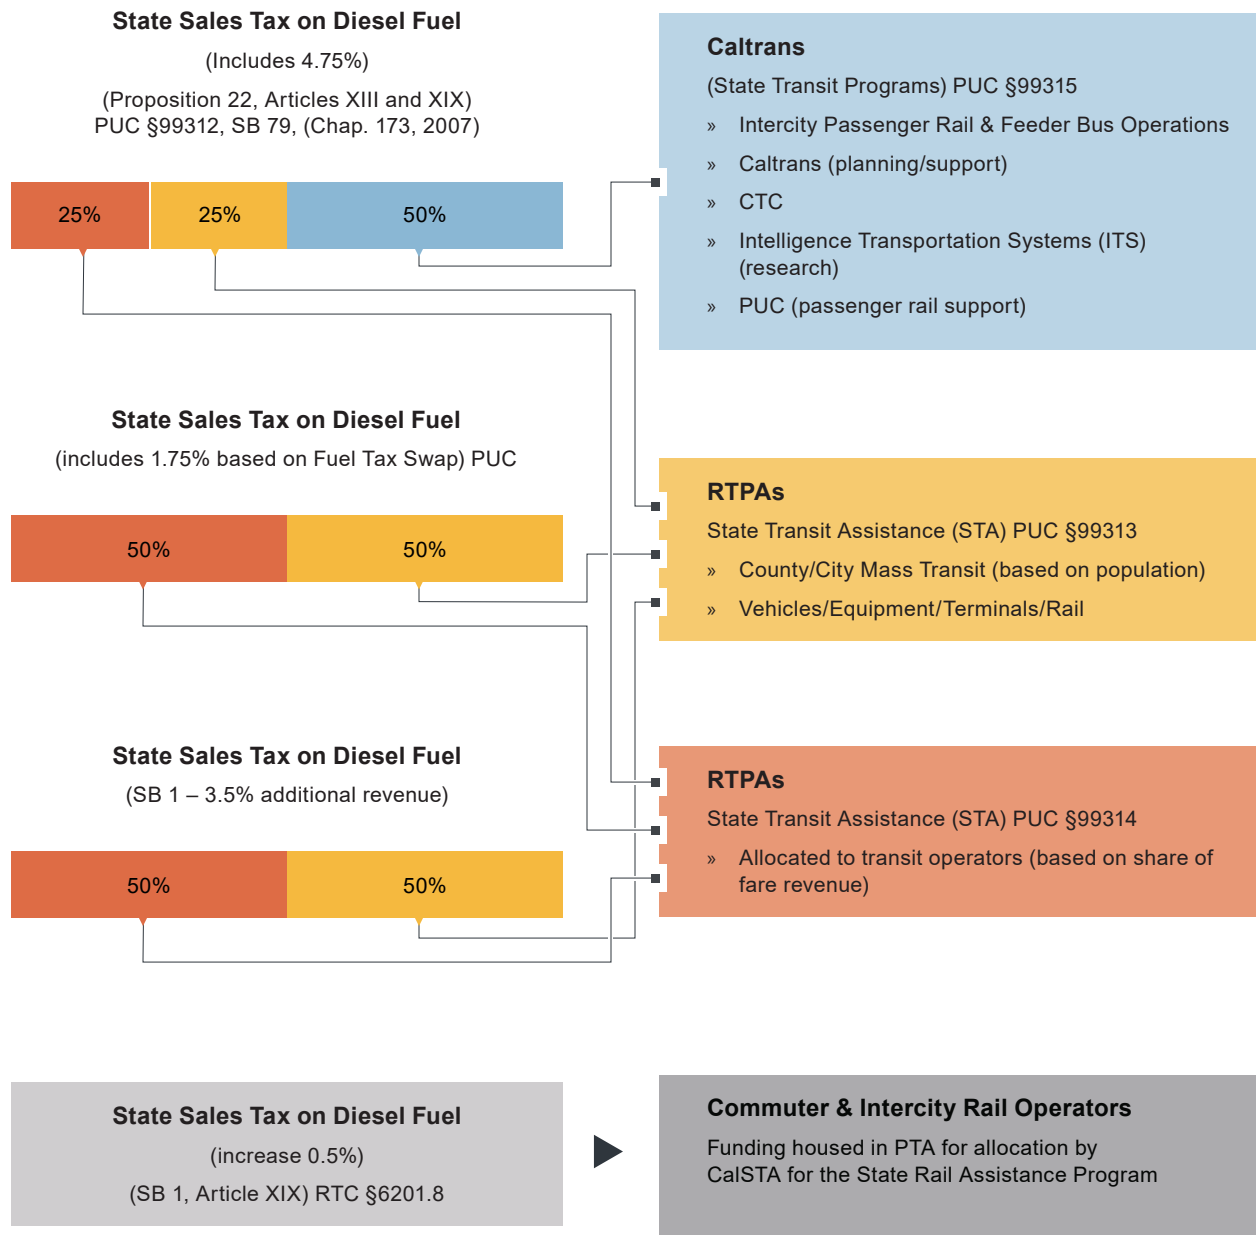 State Sales Tax on Diesel Fuel
(Includes 4.75%)
(Proposition 22, Articles XIII and XIX)
PUC §99312, SB 79, (Chap. 173, 2007)
25%
25%
50%
Caltrans
(State Transit Programs) PUC §99315
» Intercity Passenger Rail & Feeder Bus Operations
» Caltrans (planning/support)
» CTC
» Intelligence Transportation Systems (ITS)
(research)
» PUC (passenger rail support)
State Sales Tax on Diesel Fuel
(includes 1.75% based on Fuel Tax Swap) PUC
50%
50%
RTPAs
State Transit Assistance (STA) PUC §99313
» County/City Mass Transit (based on population)
» Vehicles/Equipment/Terminals/Rail
State Sales Tax on Diesel Fuel
(SB 1 – 3.5% additional revenue)
50%
50%
RTPAs
State Transit Assistance (STA) PUC §99314
» Allocated to transit operators (based on share of
fare revenue)
State Sales Tax on Diesel Fuel
(increase 0.5%)
(SB 1, Article XIX) RTC §6201.8
Commuter & Intercity Rail Operators
Funding housed in PTA for allocation by
CalSTA for the State Rail Assistance Program